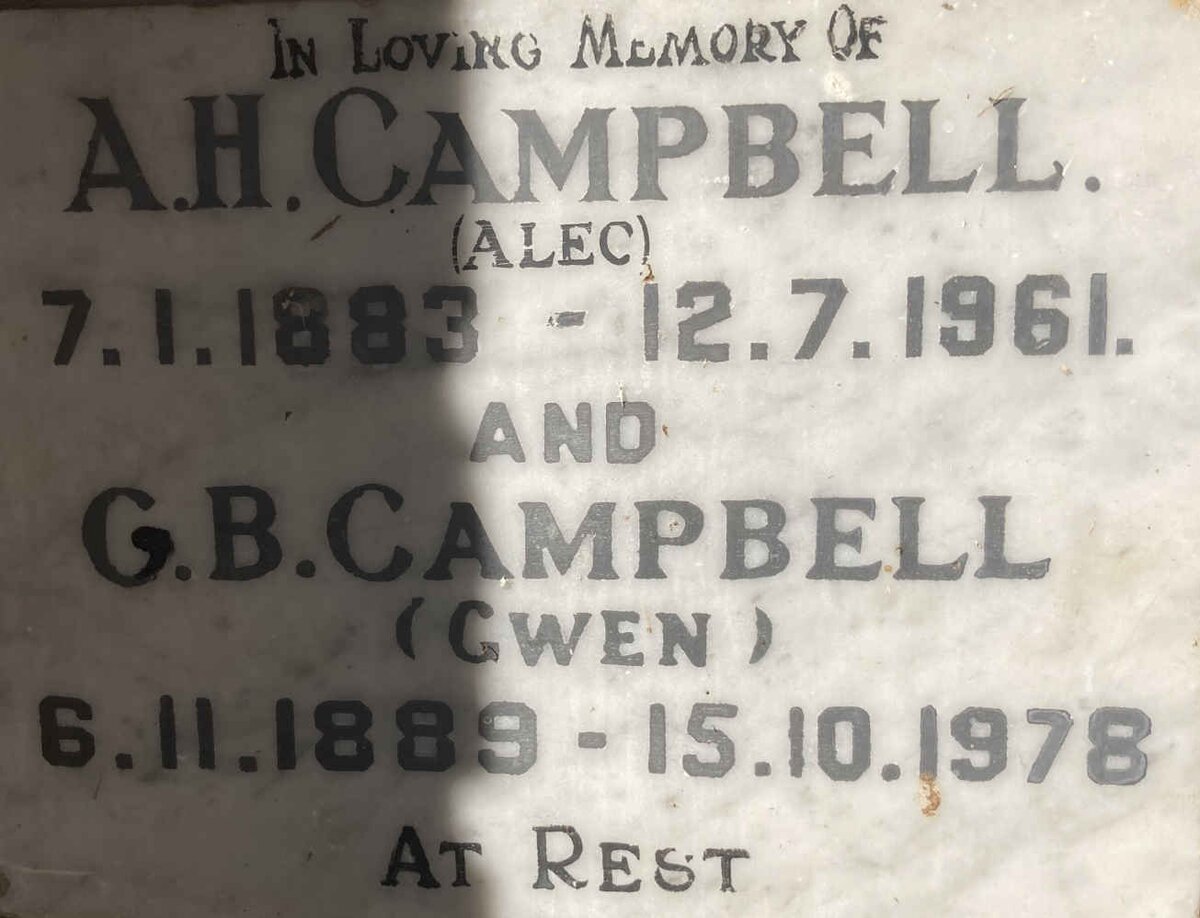 In Loving Memory Of
A.H. Campbell.
(Alec)
7.1.1883 - 12.7.1961.
AND
G.B. Campbell
(Gwen)
6.11.1889 - 15.10.1978
At Rest